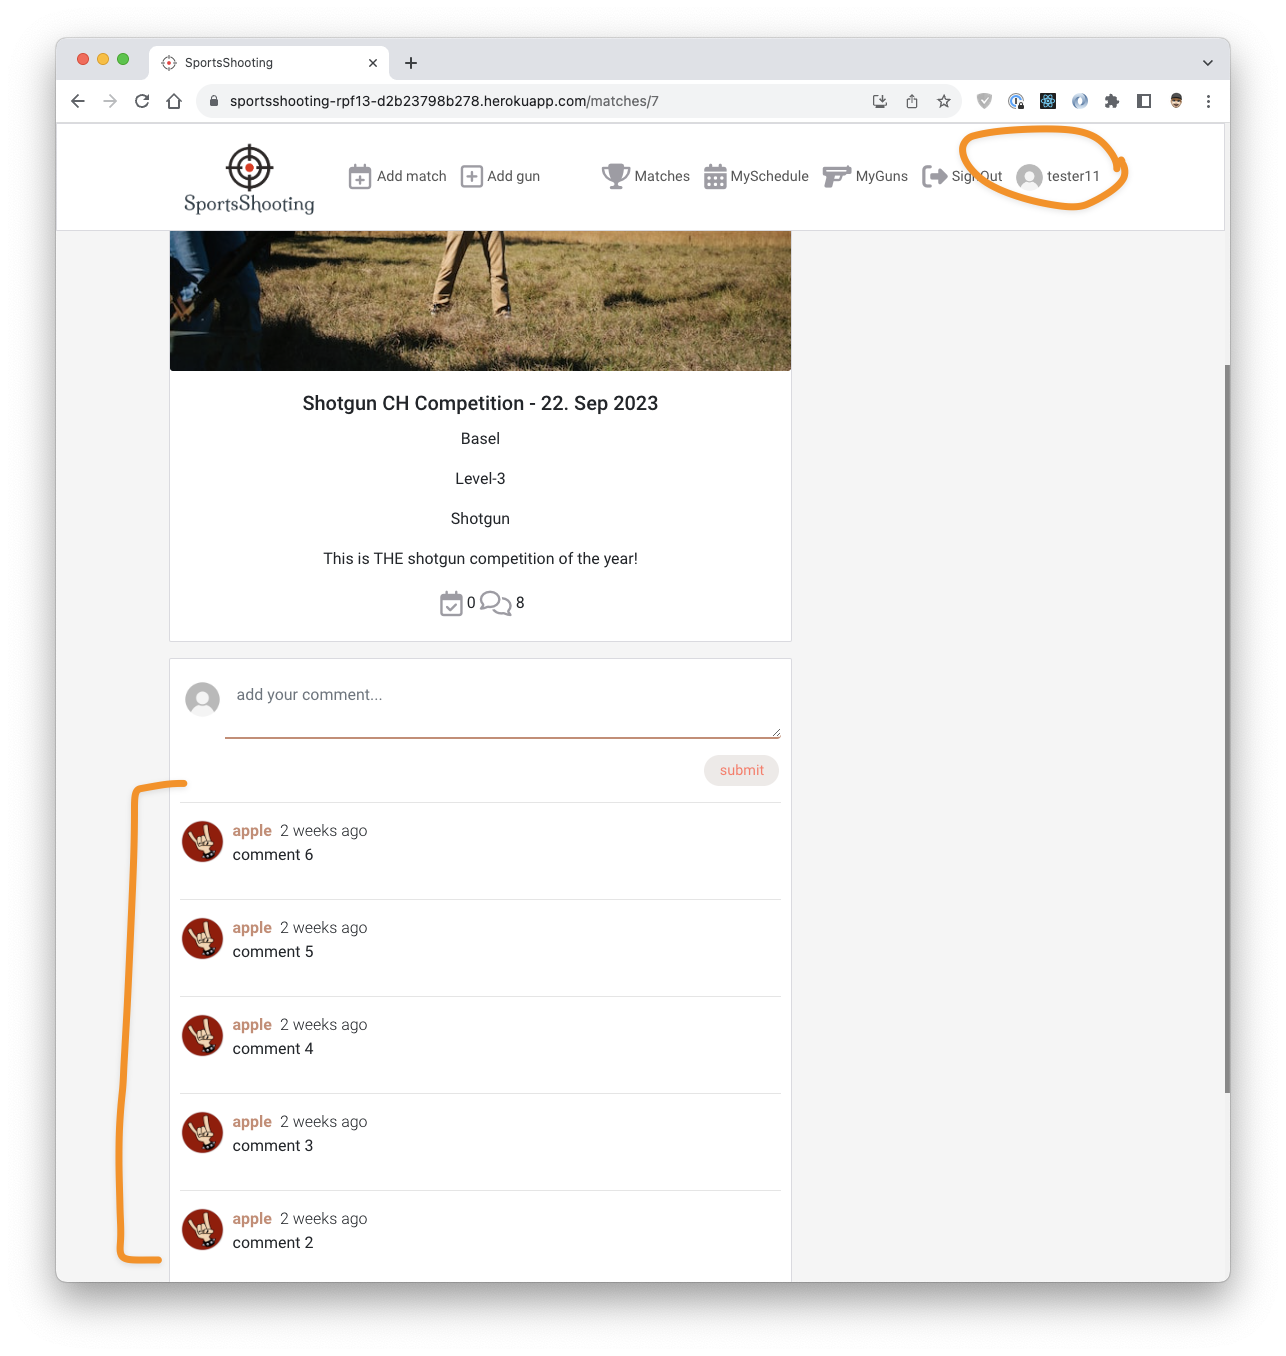 SportsShooting
sportsshooting-rpf13-d2b23798b278.herokuapp.com/matches/7
SportsShooting
Add match
Add gun
Matches
MySchedule
MyGuns
SignOut
tester11
Shotgun CH Competition - 22. Sep 2023
Basel
Level-3
Shotgun
This is THE shotgun competition of the year!
0 8
add your comment...
submit
apple 2 weeks ago
comment 6
apple 2 weeks ago
comment 5
apple 2 weeks ago
comment 4
apple 2 weeks ago
comment 3
apple 2 weeks ago
comment 2